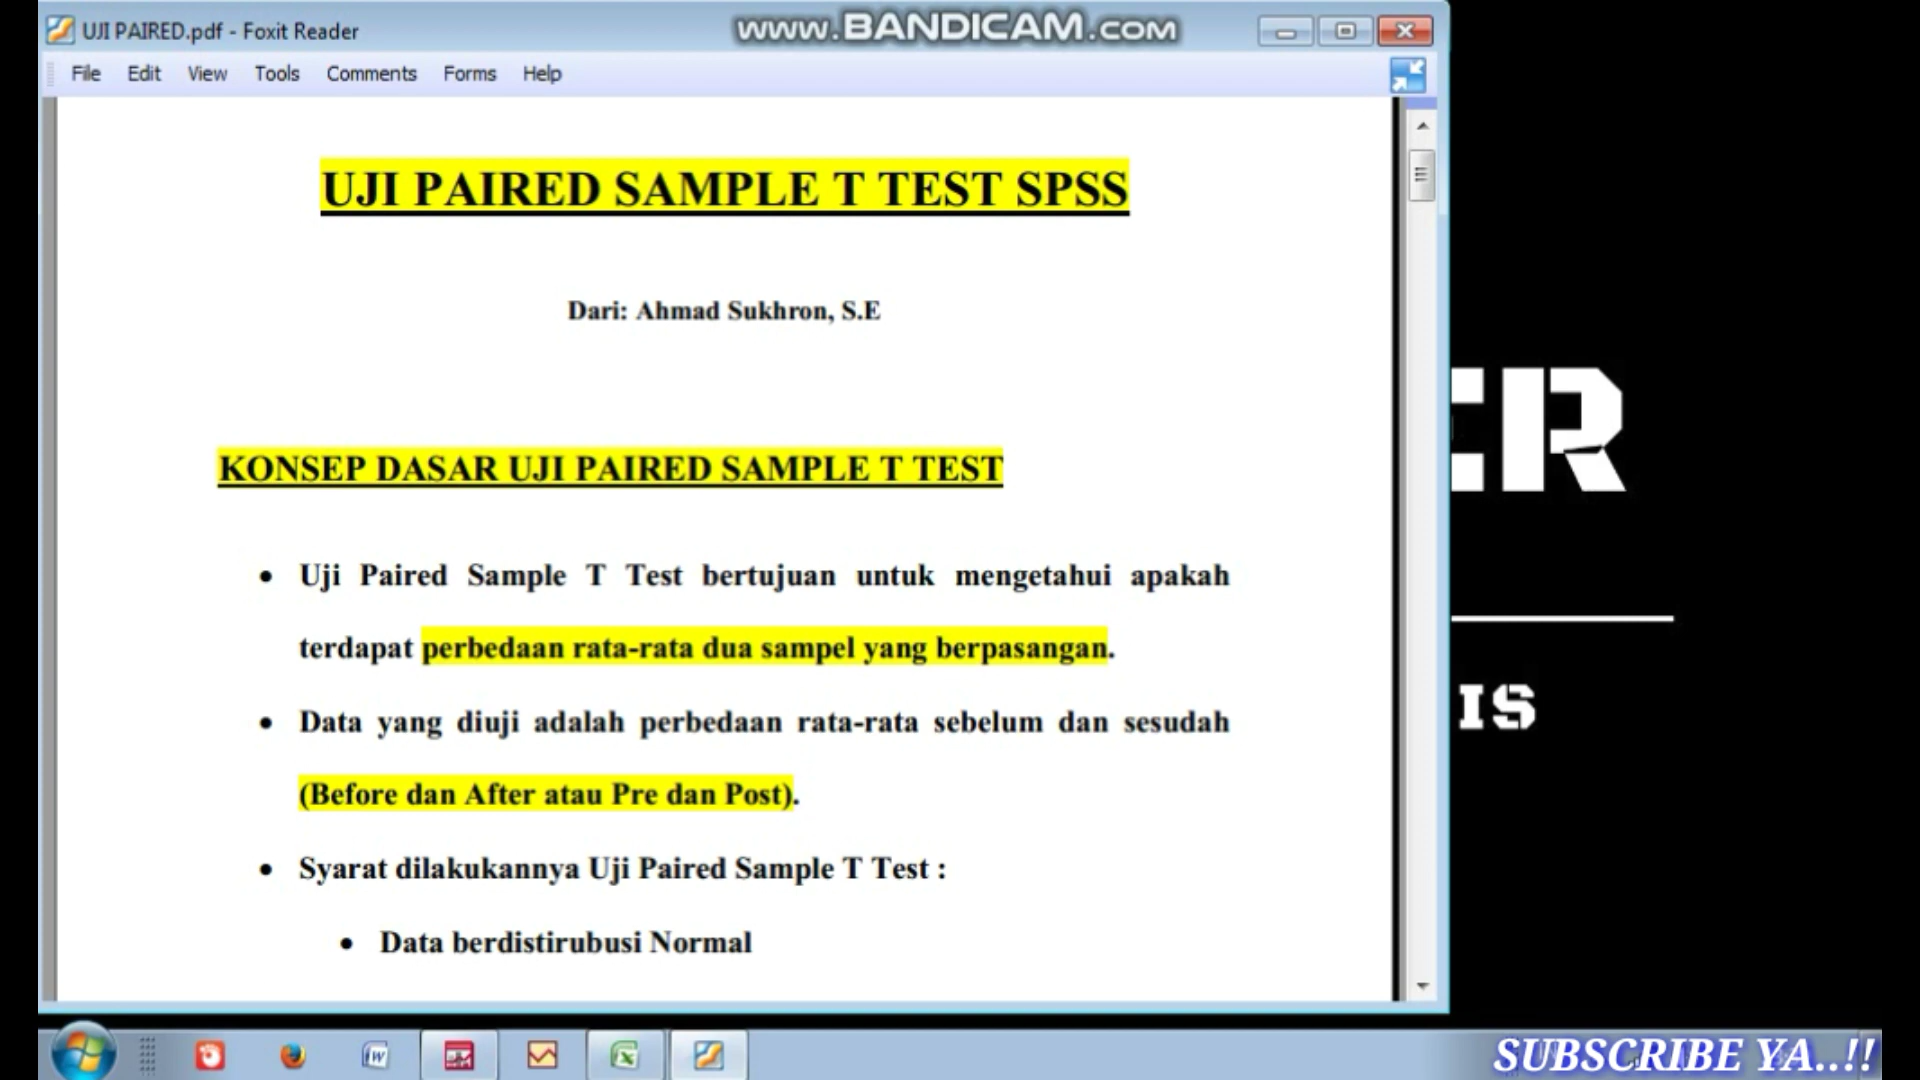 UJI PAIRED.pdf - Foxit Reader
www.BANDICAM.com
File Edit View Tools Comments Forms Help
UJI PAIRED SAMPLE T TEST SPSS
Dari: Ahmad Sukhron, S.E
KONSEP DASAR UJI PAIRED SAMPLE T TEST
• Uji Paired Sample T Test bertujuan untuk mengetahui apakah
terdapat perbedaan rata-rata dua sampel yang berpasangan.
• Data yang diuji adalah perbedaan rata-rata sebelum dan sesudah
(Before dan After atau Pre dan Post).
• Syarat dilakukannya Uji Paired Sample T Test :
• Data berdistirubusi Normal
ER
IS
SUBSCRIBE YA..!!